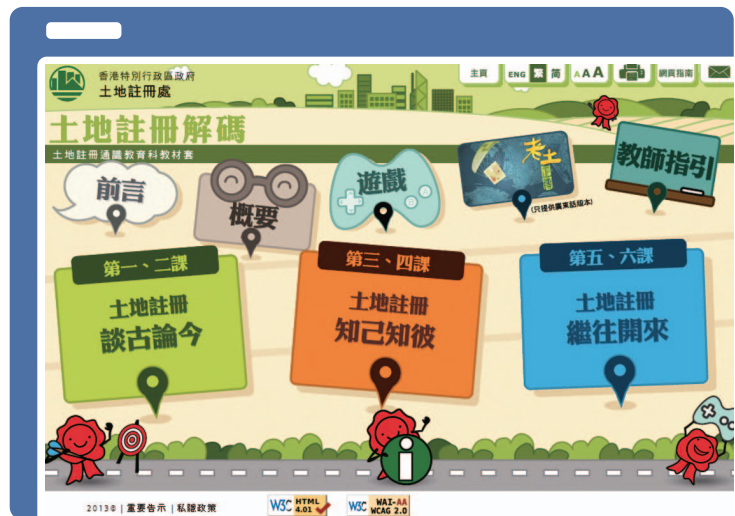 香港特別行政區政府
土地註冊處
主頁 ENG 繁 简 AAA 網頁指南
土地註冊解碼
土地註冊通識教育科教材套
前言
概要
遊戲
老土
(只提供廣東話版本)
教師指引
第一、二課
土地註冊
談古論今
第三、四課
土地註冊
知己知彼
第五、六課
土地註冊
繼往開來
i
2013© | 重要告示 | 私隱政策
W3C HTML 4.01
W3C WAI-AA WCAG 2.0